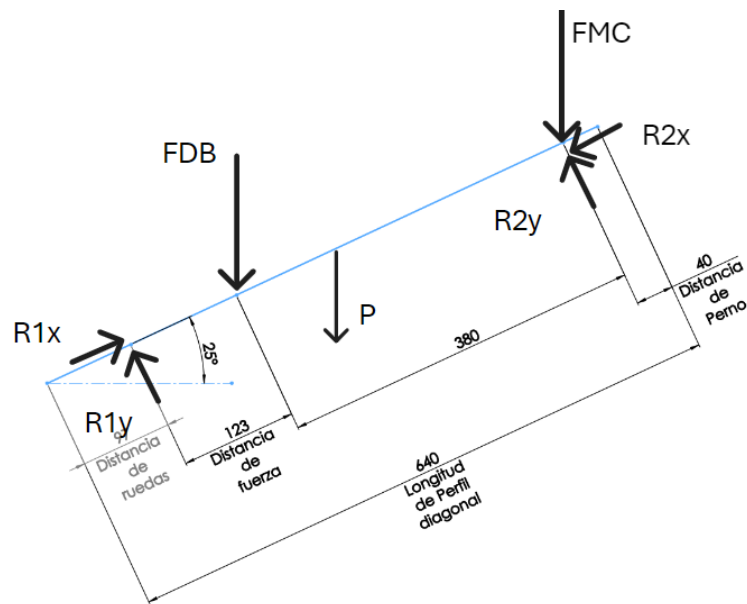 FMC
FDB
R2x
R2y
R1x
P
25°
R1y
40
Distancia
de
Perno
380
123
Distancia
de
fuerza
97
Distancia
de
ruedas
640
Longitud
de Perfil
diagonal